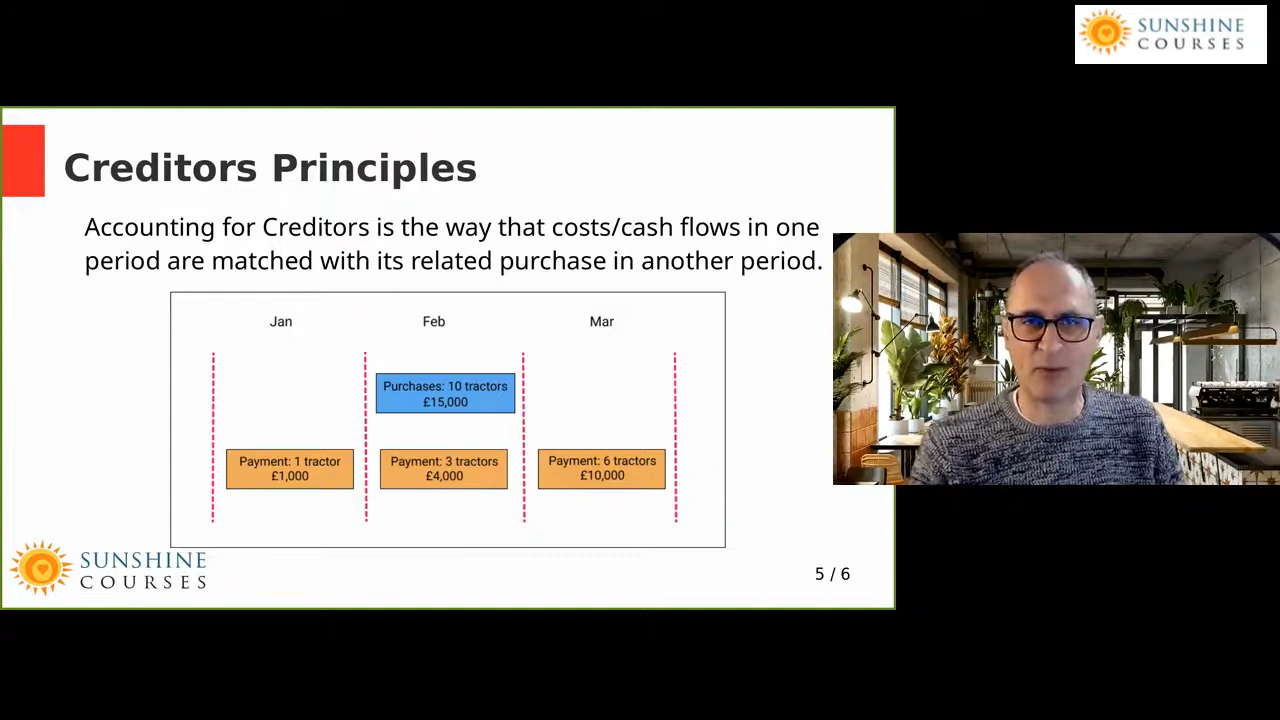 SUNSHINE
COURSES
Creditors Principles
Accounting for Creditors is the way that costs/cash flows in one
period are matched with its related purchase in another period.
Jan Feb Mar
Purchases: 10 tractors
£15,000
Payment: 1 tractor
£1,000
Payment: 3 tractors
£4,000
Payment: 6 tractors
£10,000
SUNSHINE
COURSES
5 / 6